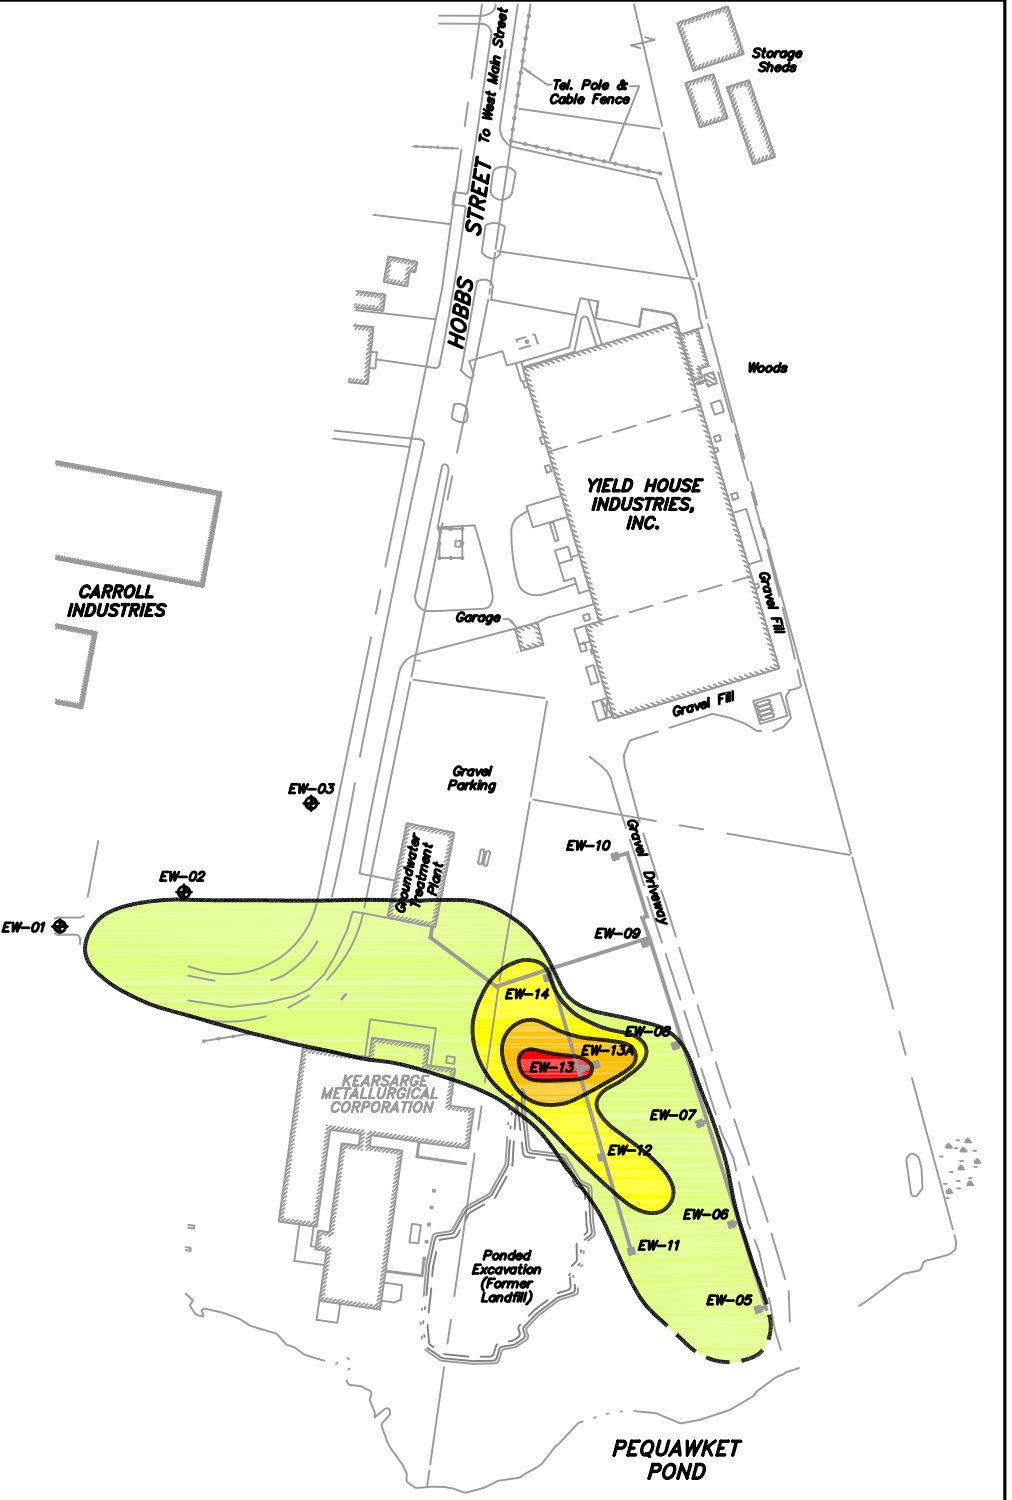 To West Main Street
Storage
Sheds
Tel. Pole &
Cable Fence
HOBBS STREET
Woods
YIELD HOUSE
INDUSTRIES,
INC.
CARROLL
INDUSTRIES
Gravel Fill
Garage
Gravel Fill
Gravel
Parking
EW-03
Groundwater
Treatment
Plant
Gravel Driveway
EW-10
EW-02
EW-01
EW-09
EW-14
EW-08
EW-13A
EW-13
KEARSARGE
METALLURGICAL
CORPORATION
EW-07
EW-12
EW-06
EW-11
Ponded
Excavation
(Former
Landfill)
EW-05
PEQUAWKET
POND